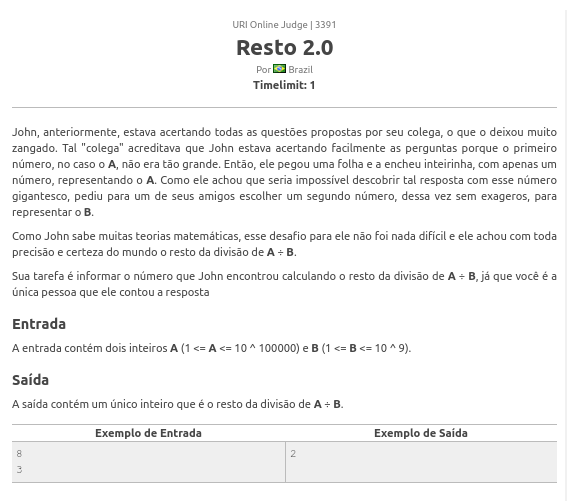 URI Online Judge | 3391
Resto 2.0
Por Brazil
Timelimit: 1
John, anteriormente, estava acertando todas as questões propostas por seu colega, o que o deixou muito
zangado. Tal "colega" acreditava que John estava acertando facilmente as perguntas porque o primeiro
número, no caso o A, não era tão grande. Então, ele pegou uma folha e a encheu inteirinha, com apenas um
número, representando o A. Como ele achou que seria impossível descobrir tal resposta com esse número
gigantesco, pediu para um de seus amigos escolher um segundo número, dessa vez sem exageros, para
representar o B.
Como John sabe muitas teorias matemáticas, esse desafio para ele não foi nada difícil e ele achou com toda
precisão e certeza do mundo o resto da divisão de A ÷ B.
Sua tarefa é informar o número que John encontrou calculando o resto da divisão de A ÷ B, já que você é a
única pessoa que ele contou a resposta
Entrada
A entrada contém dois inteiros A (1 <= A <= 10 ^ 100000) e B (1 <= B <= 10 ^ 9).
Saída
A saída contém um único inteiro que é o resto da divisão de A ÷ B.
Exemplo de Entrada Exemplo de Saída
8 2
3